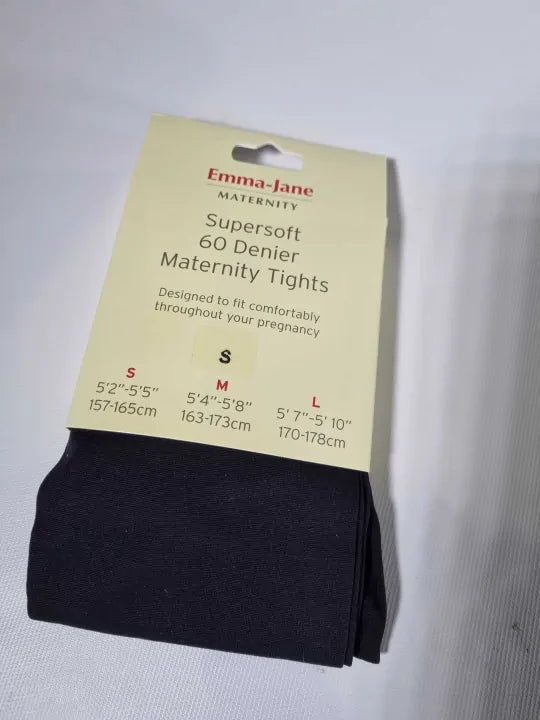 Emma-Jane
MATERNITY
Supersoft
60 Denier
Maternity Tights
Designed to fit comfortably
throughout your pregnancy
S
S
5'2"-5'5"
157-165cm
M
5'4"-5'8"
163-173cm
L
5'7"-5'10"
170-178cm